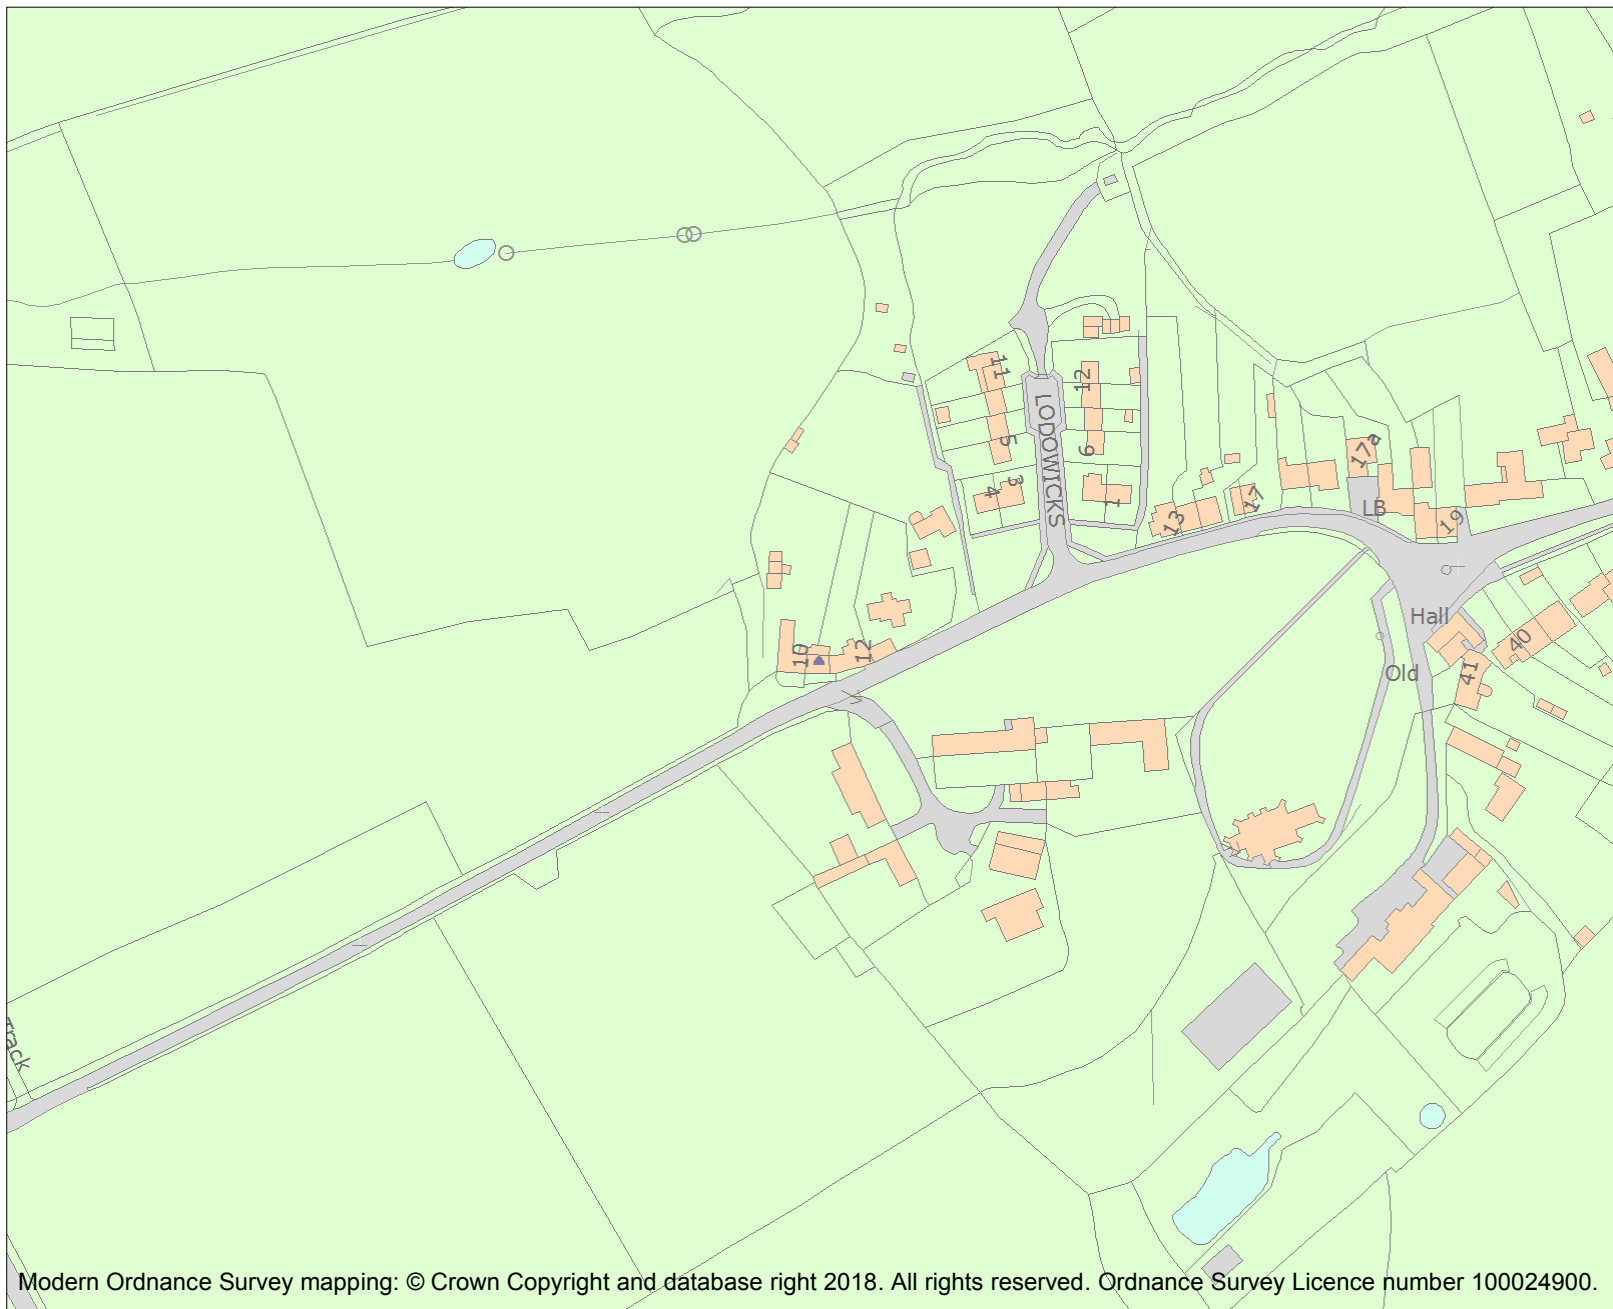 11
12
LODOWICKS
5
6
17a
3
4
1
17
LB
13
19
Hall
10
12
40
Old
41
Track
Modern Ordnance Survey mapping: © Crown Copyright and database right 2018. All rights reserved. Ordnance Survey Licence number 100024900.